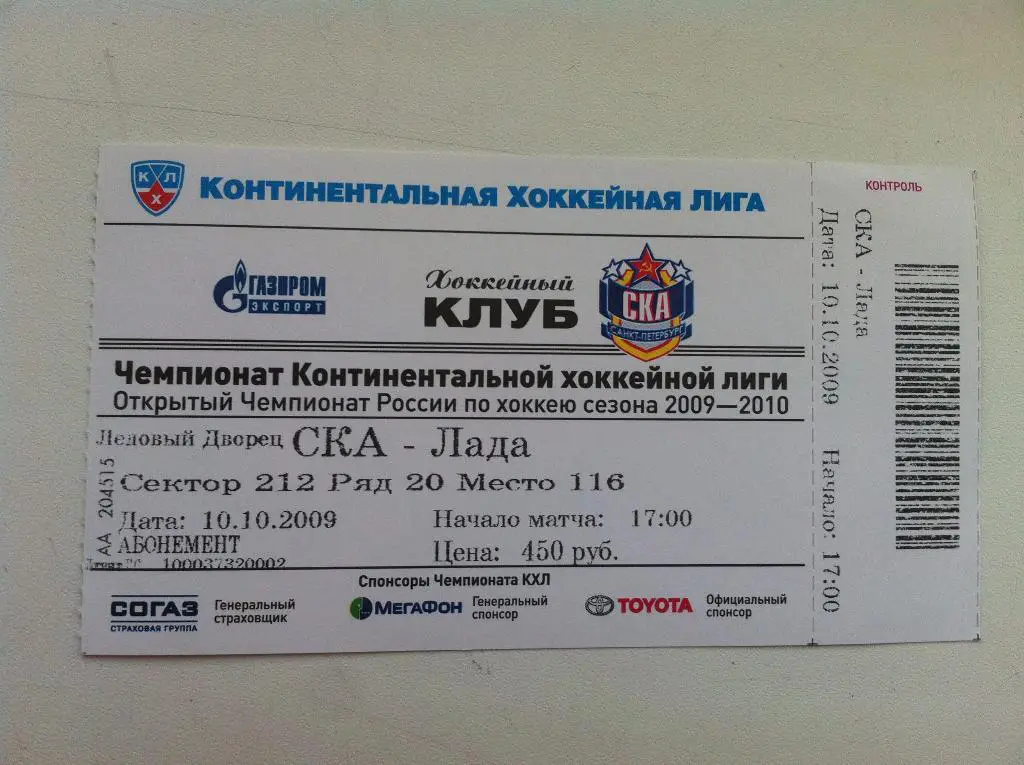 КХЛ
КОНТИНЕНТАЛЬНАЯ ХОККЕЙНАЯ ЛИГА
ГАЗПРОМ
ЭКСПОРТ
Хоккейный
КЛУБ
СКА
САНКТ-ПЕТЕРБУРГ
Чемпионат Континентальной хоккейной лиги
Открытый Чемпионат России по хоккею сезона 2009—2010
Ледовый Дворец СКА - Лада
Сектор 212 Ряд 20 Место 116
Дата: 10.10.2009 Начало матча: 17:00
АБОНЕМЕНТ Цена: 450 руб.
100037320002
АА 204515
Спонсоры Чемпионата КХЛ
СОГАЗ
СТРАХОВАЯ ГРУППА
Генеральный
страховщик
МЕГАФОН
Генеральный
спонсор
TOYOTA
Официальный
спонсор
КОНТРОЛЬ
СКА - Лада
Дата: 10.10.2009 Начало: 17:00